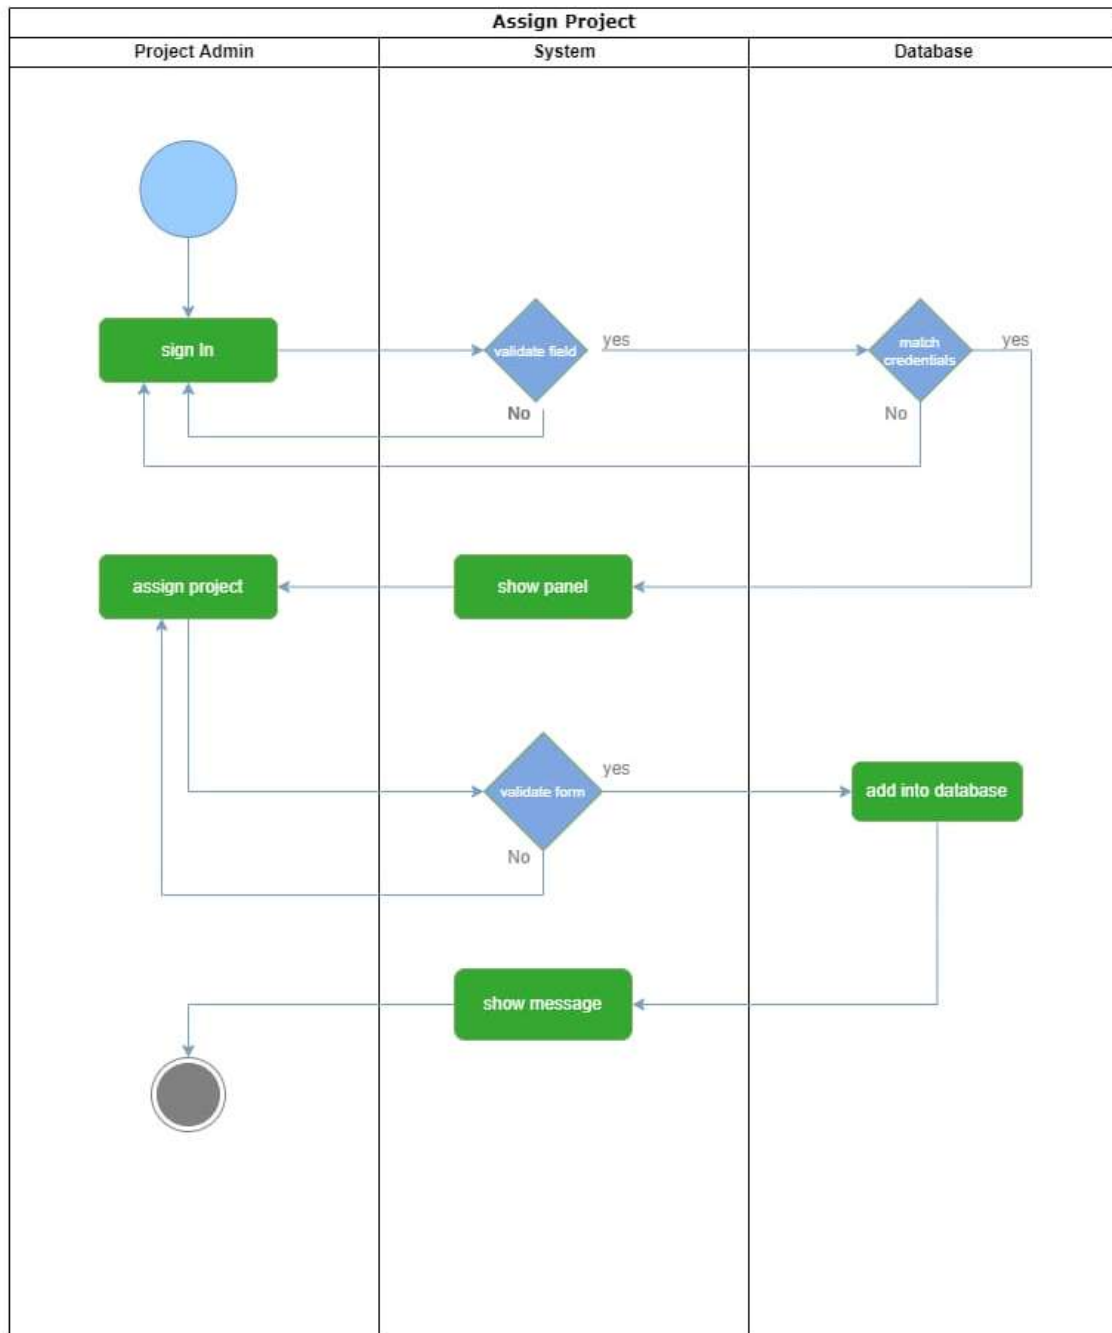 Assign Project
Project Admin
System
Database
sign In
validate field
yes
match
credentials
yes
No
No
assign project
show panel
validate form
yes
add into database
No
show message